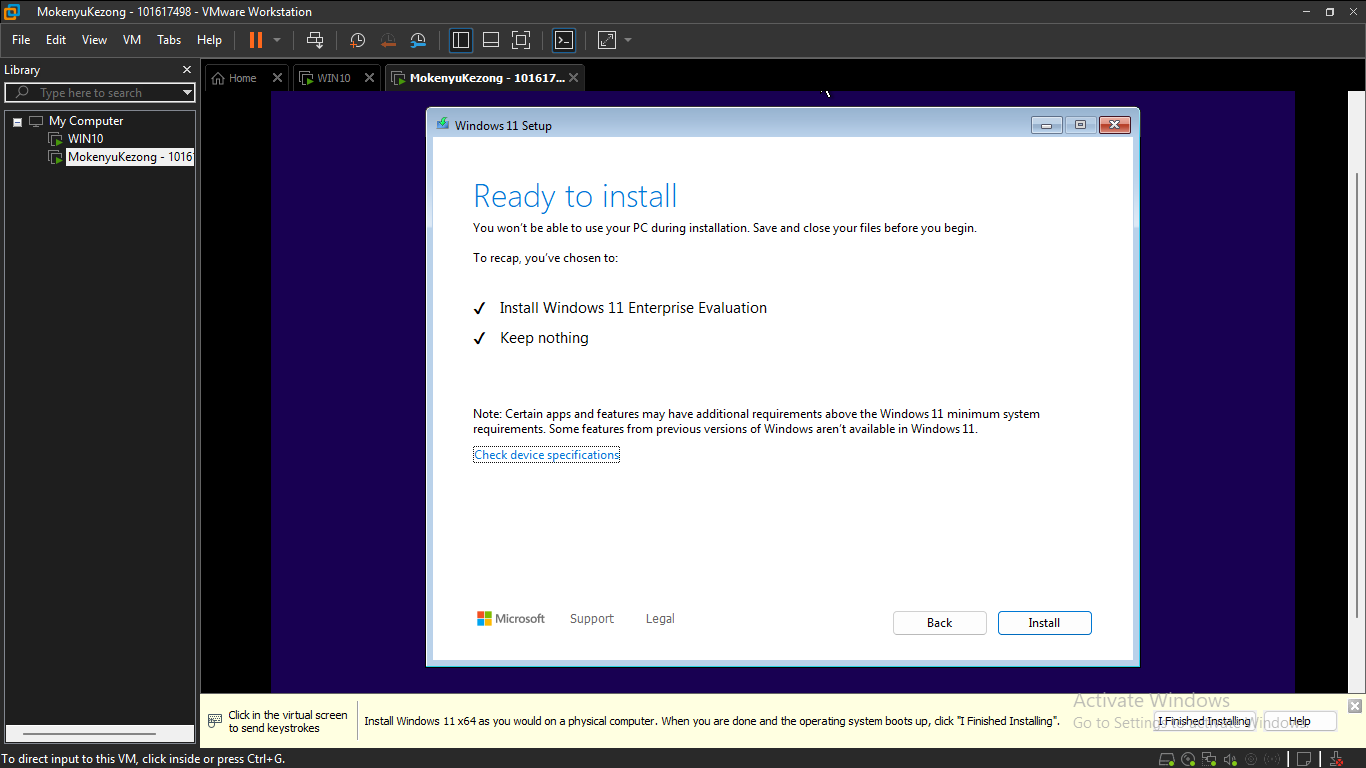 MokenyuKezong - 101617498 - VMware Workstation
File Edit View VM Tabs Help
Library
Type here to search
My Computer
WIN10
MokenyuKezong - 1016
Home WIN10 MokenyuKezong - 101617...
Windows 11 Setup
Ready to install
You won't be able to use your PC during installation. Save and close your files before you begin.
To recap, you've chosen to:
Install Windows 11 Enterprise Evaluation
Keep nothing
Note: Certain apps and features may have additional requirements above the Windows 11 minimum system
requirements. Some features from previous versions of Windows aren't available in Windows 11.
Check device specifications
Microsoft Support Legal
Back Install
Click in the virtual screen
to send keystrokes
Install Windows 11 x64 as you would on a physical computer. When you are done and the operating system boots up, click "I Finished Installing".
I Finished Installing Help
Activate Windows
Go to Settings to activate Windows.
To direct input to this VM, click inside or press Ctrl+G.